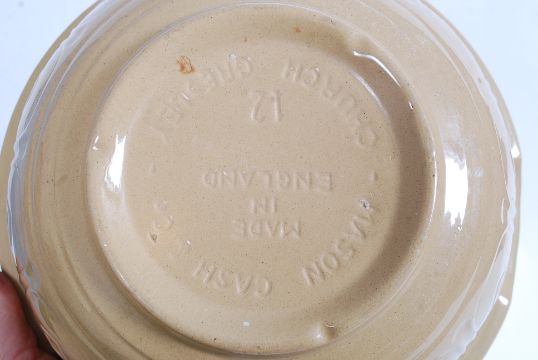 MASON CASH & Co
MADE
IN
ENGLAND
12
CHURCH GRESLEY